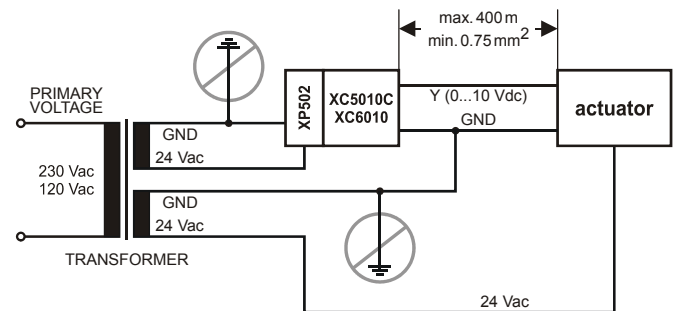 max. 400 m
min. 0.75 mm²
PRIMARY
VOLTAGE
XP502
XC5010C
XC6010
Y (0...10 Vdc)
GND
actuator
GND
24 Vac
230 Vac
120 Vac
GND
24 Vac
TRANSFORMER
24 Vac